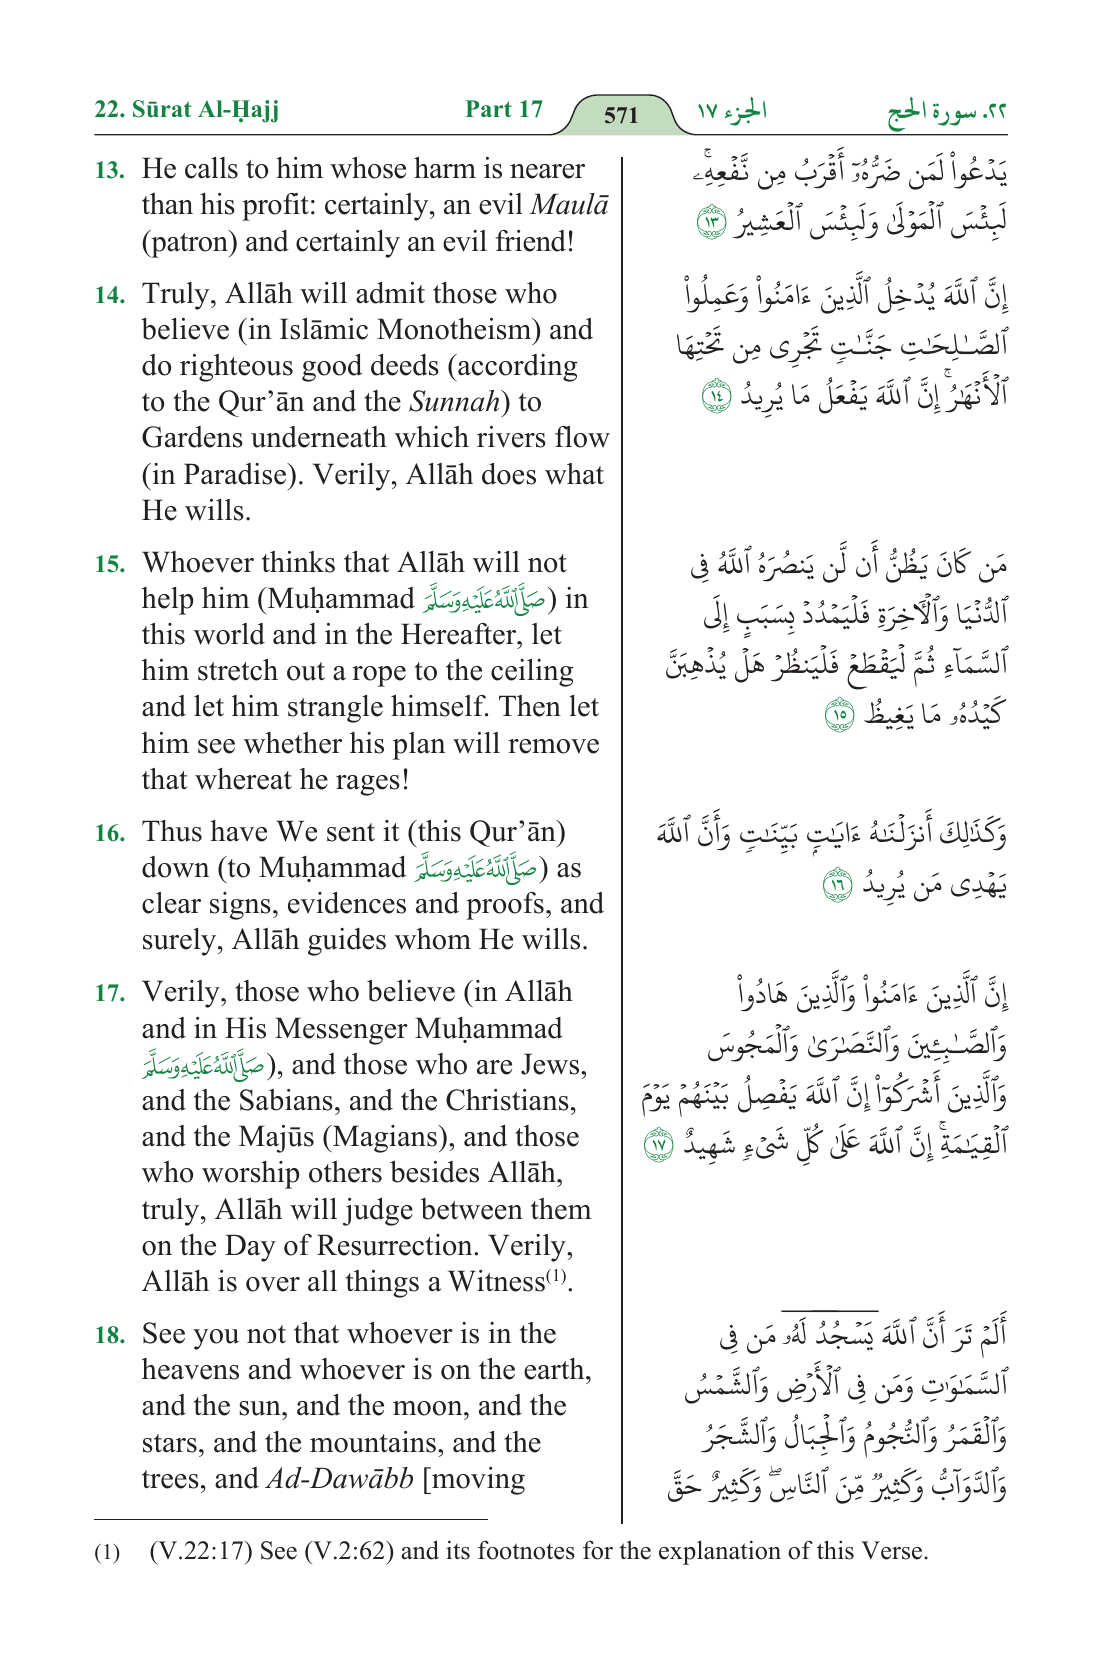 22. Sūrat Al-Ḥajj
Part 17
571
الجزء ١٧
٢٢. سورة الحج
13. He calls to him whose harm is nearer
than his profit: certainly, an evil Maulā
(patron) and certainly an evil friend!
يَدْعُوا۟ لَمَن ضَرُّهُۥٓ أَقْرَبُ مِن نَّفْعِهِۦ ۚ
لَبِئْسَ ٱلْمَوْلَىٰ وَلَبِئْسَ ٱلْعَشِيرُ ١٣
14. Truly, Allāh will admit those who
believe (in Islāmic Monotheism) and
do righteous good deeds (according
to the Qur’ān and the Sunnah) to
Gardens underneath which rivers flow
(in Paradise). Verily, Allāh does what
He wills.
إِنَّ ٱللَّهَ يُدْخِلُ ٱلَّذِينَ ءَامَنُوا۟ وَعَمِلُوا۟
ٱلصَّـٰلِحَـٰتِ جَنَّـٰتٍ تَجْرِى مِن تَحْتِهَا
ٱلْأَنْهَـٰرُ ۚ إِنَّ ٱللَّهَ يَفْعَلُ مَا يُرِيدُ ١٤
15. Whoever thinks that Allāh will not
help him (Muḥammad صَلَّى ٱللَّهُ عَلَيْهِ وَسَلَّمَ) in
this world and in the Hereafter, let
him stretch out a rope to the ceiling
and let him strangle himself. Then let
him see whether his plan will remove
that whereat he rages!
مَن كَانَ يَظُنُّ أَن لَّن يَنصُرَهُ ٱللَّهُ فِى
ٱلدُّنْيَا وَٱلْـَٔاخِرَةِ فَلْيَمْدُدْ بِسَبَبٍ إِلَى
ٱلسَّمَآءِ ثُمَّ لْيَقْطَعْ فَلْيَنظُرْ هَلْ يُذْهِبَنَّ
كَيْدُهُۥ مَا يَغِيظُ ١٥
16. Thus have We sent it (this Qur’ān)
down (to Muḥammad صَلَّى ٱللَّهُ عَلَيْهِ وَسَلَّمَ) as
clear signs, evidences and proofs, and
surely, Allāh guides whom He wills.
وَكَذَٰلِكَ أَنزَلْنَـٰهُ ءَايَـٰتٍۭ بَيِّنَـٰتٍ وَأَنَّ ٱللَّهَ
يَهْدِى مَن يُرِيدُ ١٦
17. Verily, those who believe (in Allāh
and in His Messenger Muḥammad
صَلَّى ٱللَّهُ عَلَيْهِ وَسَلَّمَ), and those who are Jews,
and the Sabians, and the Christians,
and the Majūs (Magians), and those
who worship others besides Allāh,
truly, Allāh will judge between them
on the Day of Resurrection. Verily,
Allāh is over all things a Witness(1).
إِنَّ ٱلَّذِينَ ءَامَنُوا۟ وَٱلَّذِينَ هَادُوا۟
وَٱلصَّـٰبِـِٔينَ وَٱلنَّصَـٰرَىٰ وَٱلْمَجُوسَ
وَٱلَّذِينَ أَشْرَكُوٓا۟ إِنَّ ٱللَّهَ يَفْصِلُ بَيْنَهُمْ يَوْمَ
ٱلْقِيَـٰمَةِ ۚ إِنَّ ٱللَّهَ عَلَىٰ كُلِّ شَىْءٍ شَهِيدٌ ١٧
18. See you not that whoever is in the
heavens and whoever is on the earth,
and the sun, and the moon, and the
stars, and the mountains, and the
trees, and Ad-Dawābb [moving
أَلَمْ تَرَ أَنَّ ٱللَّهَ يَسْجُدُ لَهُۥ مَن فِى
ٱلسَّمَـٰوَٰتِ وَمَن فِى ٱلْأَرْضِ وَٱلشَّمْسُ
وَٱلْقَمَرُ وَٱلنُّجُومُ وَٱلْجِبَالُ وَٱلشَّجَرُ
وَٱلدَّوَآبُّ وَكَثِيرٌ مِّنَ ٱلنَّاسِ ۖ وَكَثِيرٌ حَقَّ
(1) (V.22:17) See (V.2:62) and its footnotes for the explanation of this Verse.